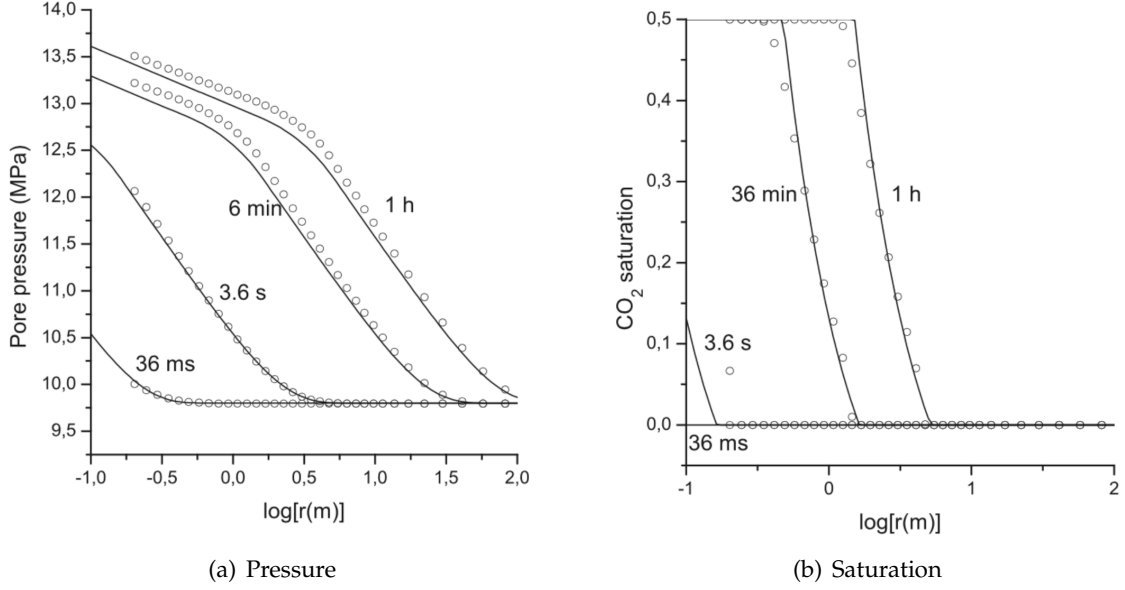 14,0
13,5
13,0
12,5
12,0
11,5
11,0
10,5
10,0
9,5
Pore pressure (MPa)
6 min
1 h
3.6 s
36 ms
-1,0 -0,5 0,0 0,5 1,0 1,5 2,0
log[r(m)]
(a) Pressure
0,5
0,4
0,3
0,2
0,1
0,0
CO2 saturation
36 min
1 h
3.6 s
36 ms
-1 0 1 2
log[r(m)]
(b) Saturation